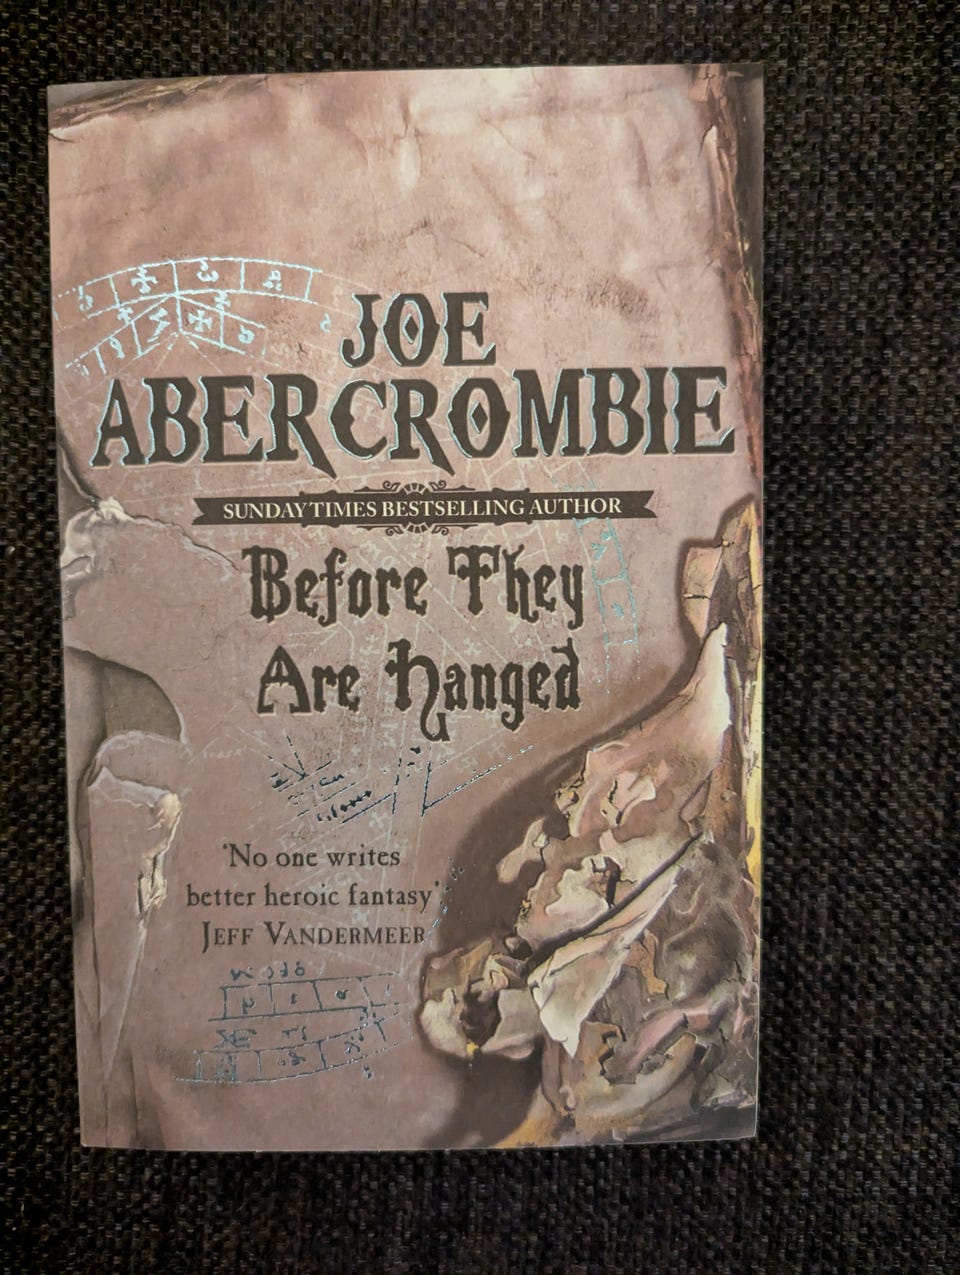 JOE
ABERCROMBIE
SUNDAY TIMES BESTSELLING AUTHOR
Before They
Are Hanged
‘No one writes
better heroic fantasy’
JEFF VANDERMEER